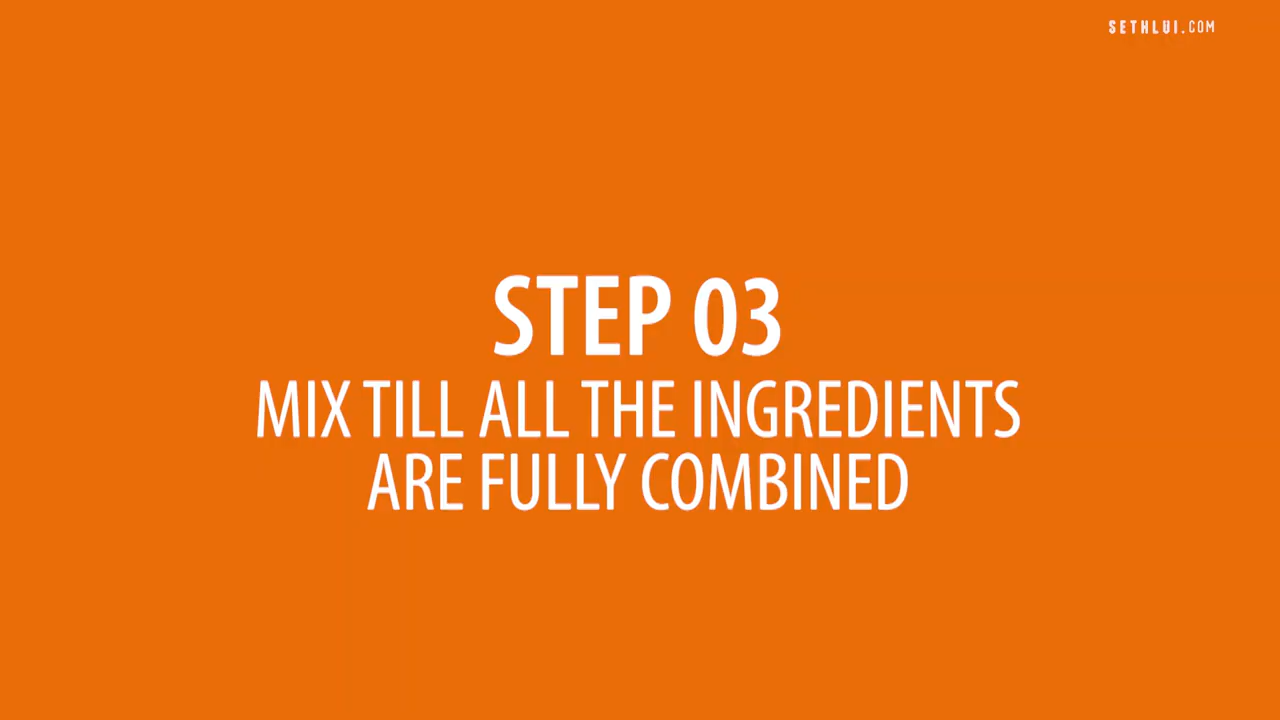 SETHLUI.COM
STEP 03
MIX TILL ALL THE INGREDIENTS
ARE FULLY COMBINED